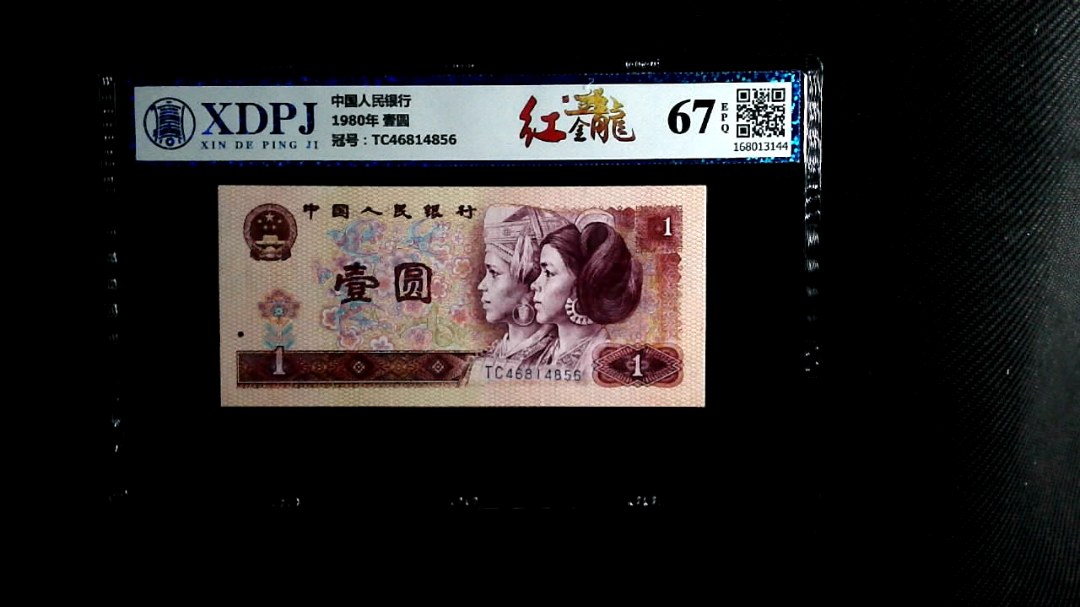 XDPJ
XIN DE PING JI
中国人民银行
1980年 壹圆
冠号：TC46814856
红金龍
67
EPQ
168013144
中国人民银行
1
壹圆
1
TC46814856
1